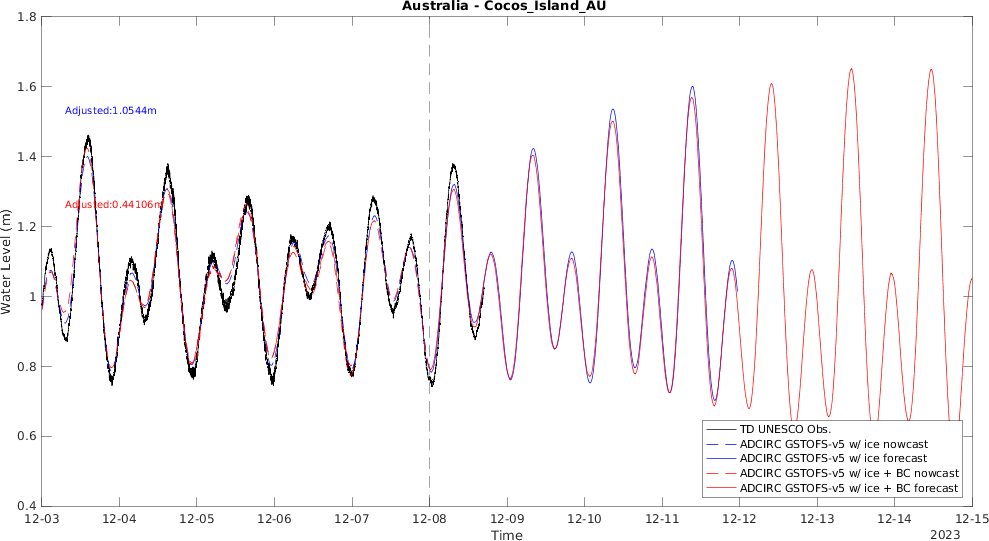 Australia - Cocos_Island_AU
1.8
1.6
1.4
1.2
1
0.8
0.6
0.4
Water Level (m)
Adjusted:1.0544m
Adjusted:0.44106m
TD UNESCO Obs.
ADCIRC GSTOFS-v5 w/ ice nowcast
ADCIRC GSTOFS-v5 w/ ice forecast
ADCIRC GSTOFS-v5 w/ ice + BC nowcast
ADCIRC GSTOFS-v5 w/ ice + BC forecast
12-03 12-04 12-05 12-06 12-07 12-08 12-09 12-10 12-11 12-12 12-13 12-14 12-15
Time
2023